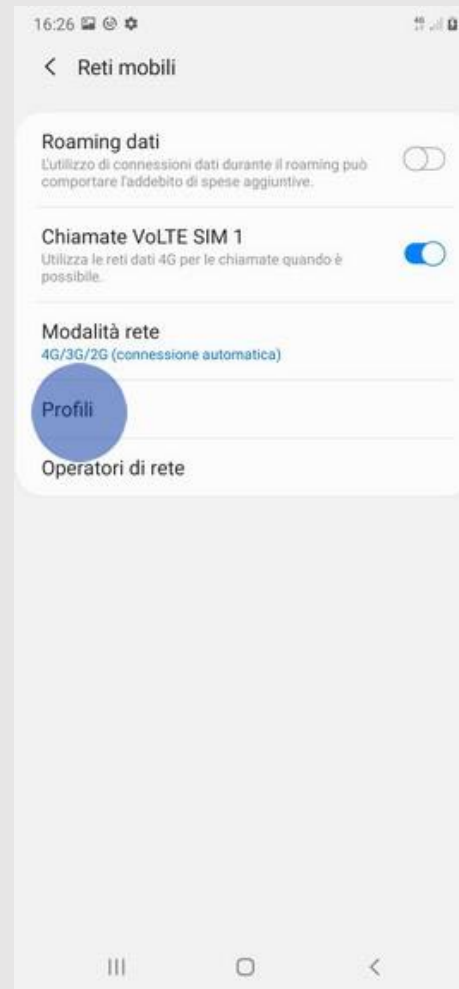 16:26
Reti mobili
Roaming dati
L'utilizzo di connessioni dati durante il roaming può
comportare l'addebito di spese aggiuntive.
Chiamate VoLTE SIM 1
Utilizza le reti dati 4G per le chiamate quando è
possibile.
Modalità rete
4G/3G/2G (connessione automatica)
Profili
Operatori di rete